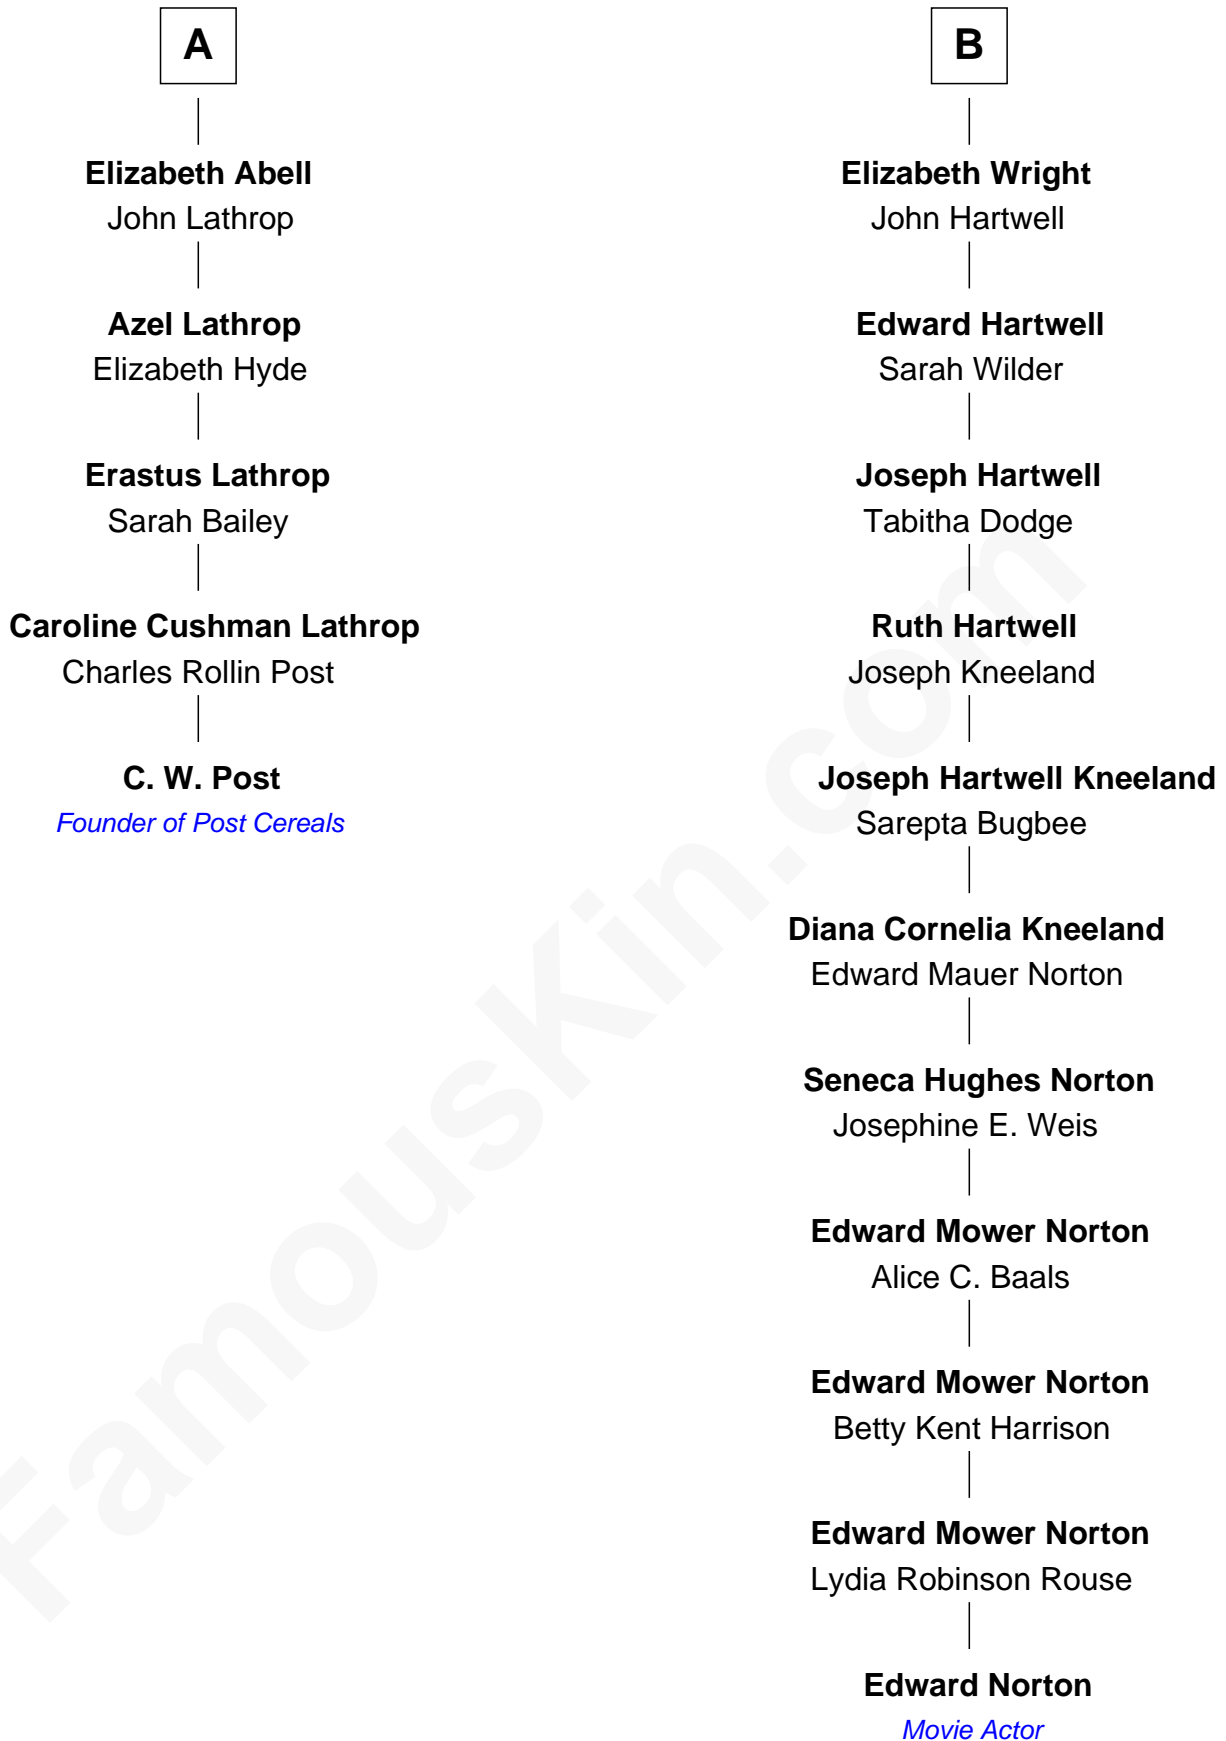 A
Elizabeth Abell
John Lathrop
Azel Lathrop
Elizabeth Hyde
Erastus Lathrop
Sarah Bailey
Caroline Cushman Lathrop
Charles Rollin Post
C. W. Post
Founder of Post Cereals
B
Elizabeth Wright
John Hartwell
Edward Hartwell
Sarah Wilder
Joseph Hartwell
Tabitha Dodge
Ruth Hartwell
Joseph Kneeland
Joseph Hartwell Kneeland
Sarepta Bugbee
Diana Cornelia Kneeland
Edward Mauer Norton
Seneca Hughes Norton
Josephine E. Weis
Edward Mower Norton
Alice C. Baals
Edward Mower Norton
Betty Kent Harrison
Edward Mower Norton
Lydia Robinson Rouse
Edward Norton
Movie Actor
FamousKin.com